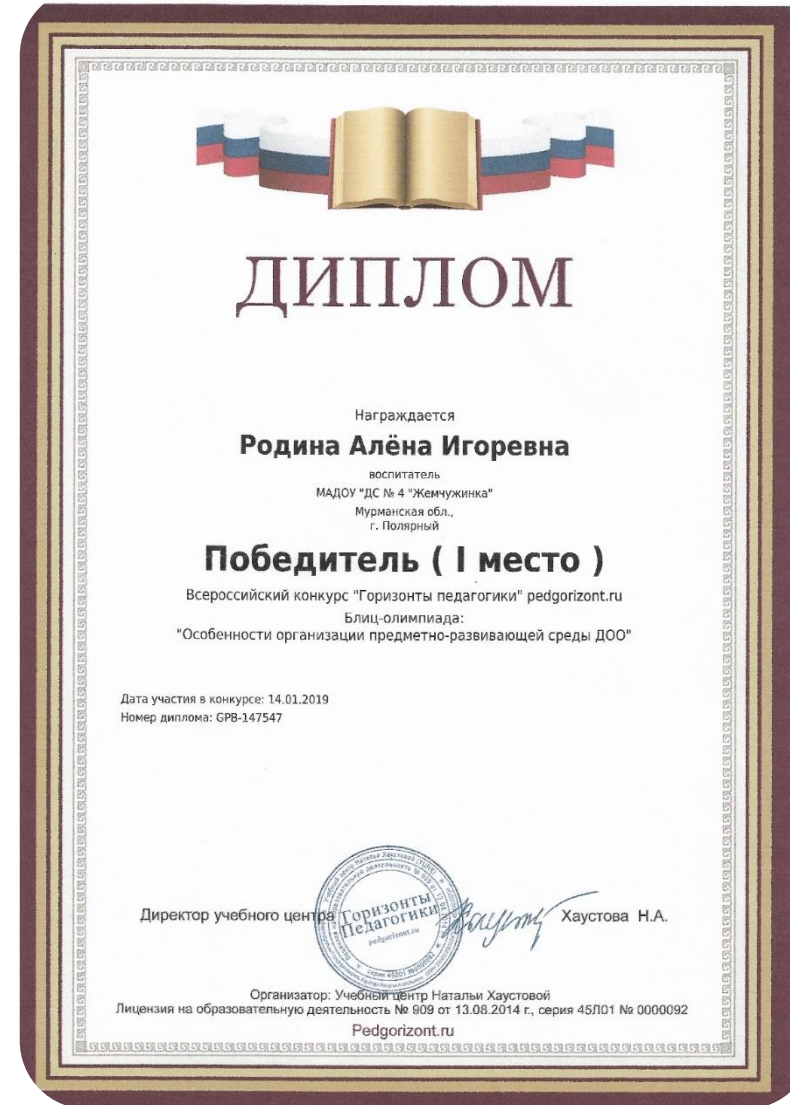 ДИПЛОМ
Награждается
Родина Алёна Игоревна
воспитатель
МАДОУ "ДС № 4 "Жемчужинка"
Мурманская обл.,
г. Полярный
Победитель ( I место )
Всероссийский конкурс "Горизонты педагогики" pedgorizont.ru
Блиц-олимпиада:
"Особенности организации предметно-развивающей среды ДОО"
Дата участия в конкурсе: 14.01.2019
Номер диплома: GPB-147547
Директор учебного центра
Горизонты
Педагогики
pedgorizont.ru
Хаустова Н.А.
Организатор: Учебный центр Натальи Хаустовой
Лицензия на образовательную деятельность № 909 от 13.08.2014 г., серия 45Л01 № 0000092
Pedgorizont.ru